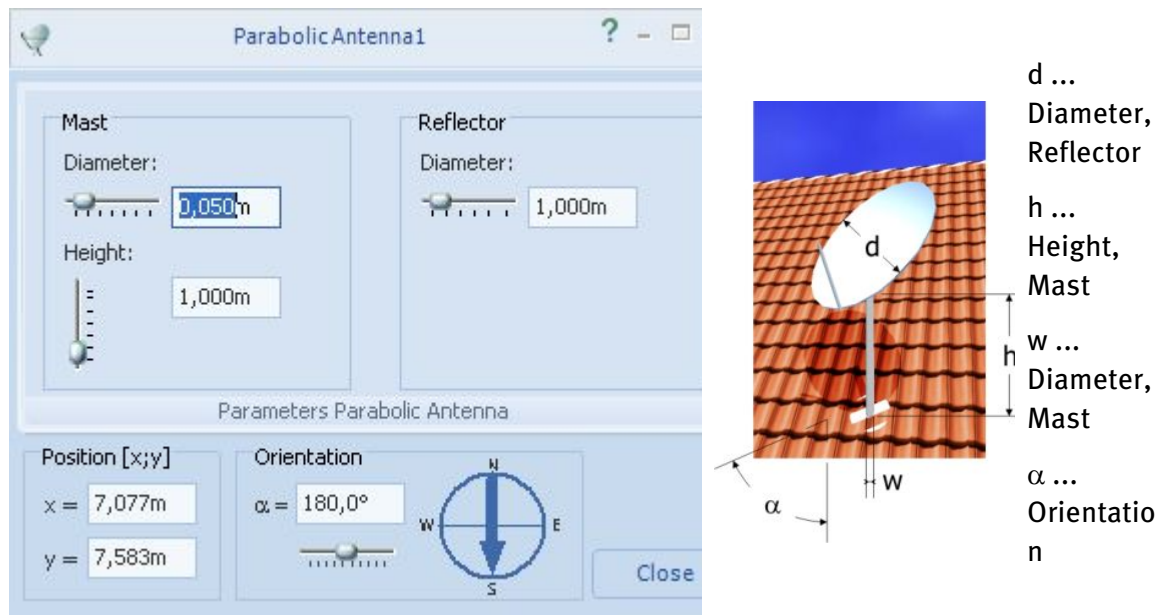 Parabolic Antenna1
?
Mast
Diameter:
0,050m
Height:
1,000m
Reflector
Diameter:
1,000m
Parameters Parabolic Antenna
Position [x;y]
x = 7,077m
y = 7,583m
Orientation
α = 180,0°
N
W
E
S
Close
d
h
w
α
d ...
Diameter,
Reflector
h ...
Height,
Mast
w ...
Diameter,
Mast
α ...
Orientatio
n